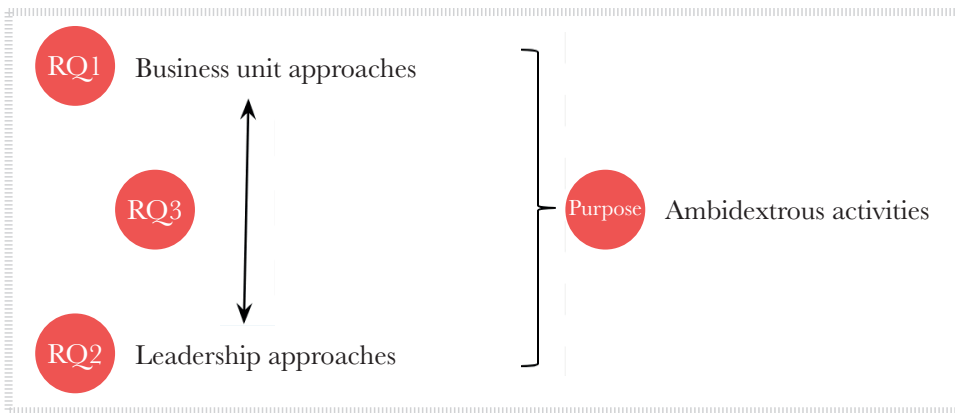 RQ1 Business unit approaches
RQ3
Purpose Ambidextrous activities
RQ2 Leadership approaches